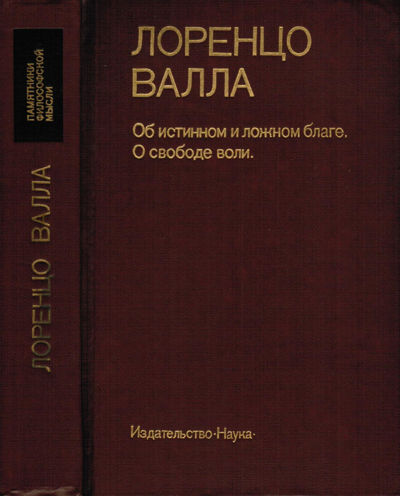 ПАМЯТНИКИ
ФИЛОСОФСКОЙ
МЫСЛИ
ЛОРЕНЦО ВАЛЛА
ЛОРЕНЦО
ВАЛЛА
Об истинном и ложном благе.
О свободе воли.
Издательство·Наука·